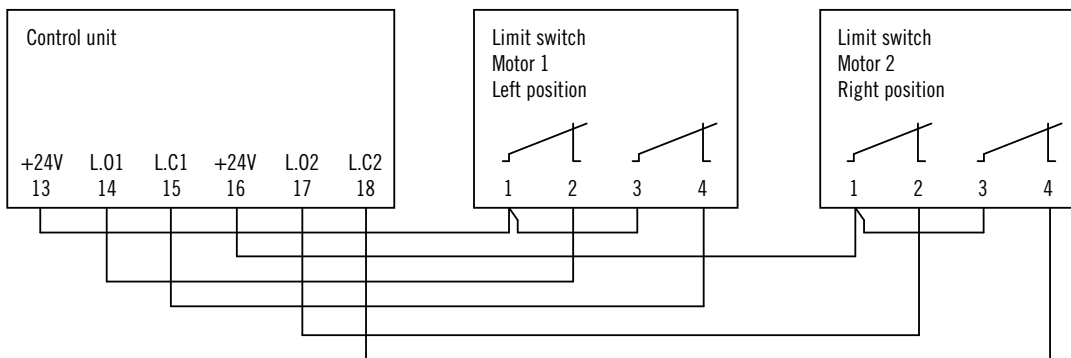 Control unit
+24V L.O1 L.C1 +24V L.O2 L.C2
13 14 15 16 17 18
Limit switch
Motor 1
Left position
1 2 3 4
Limit switch
Motor 2
Right position
1 2 3 4